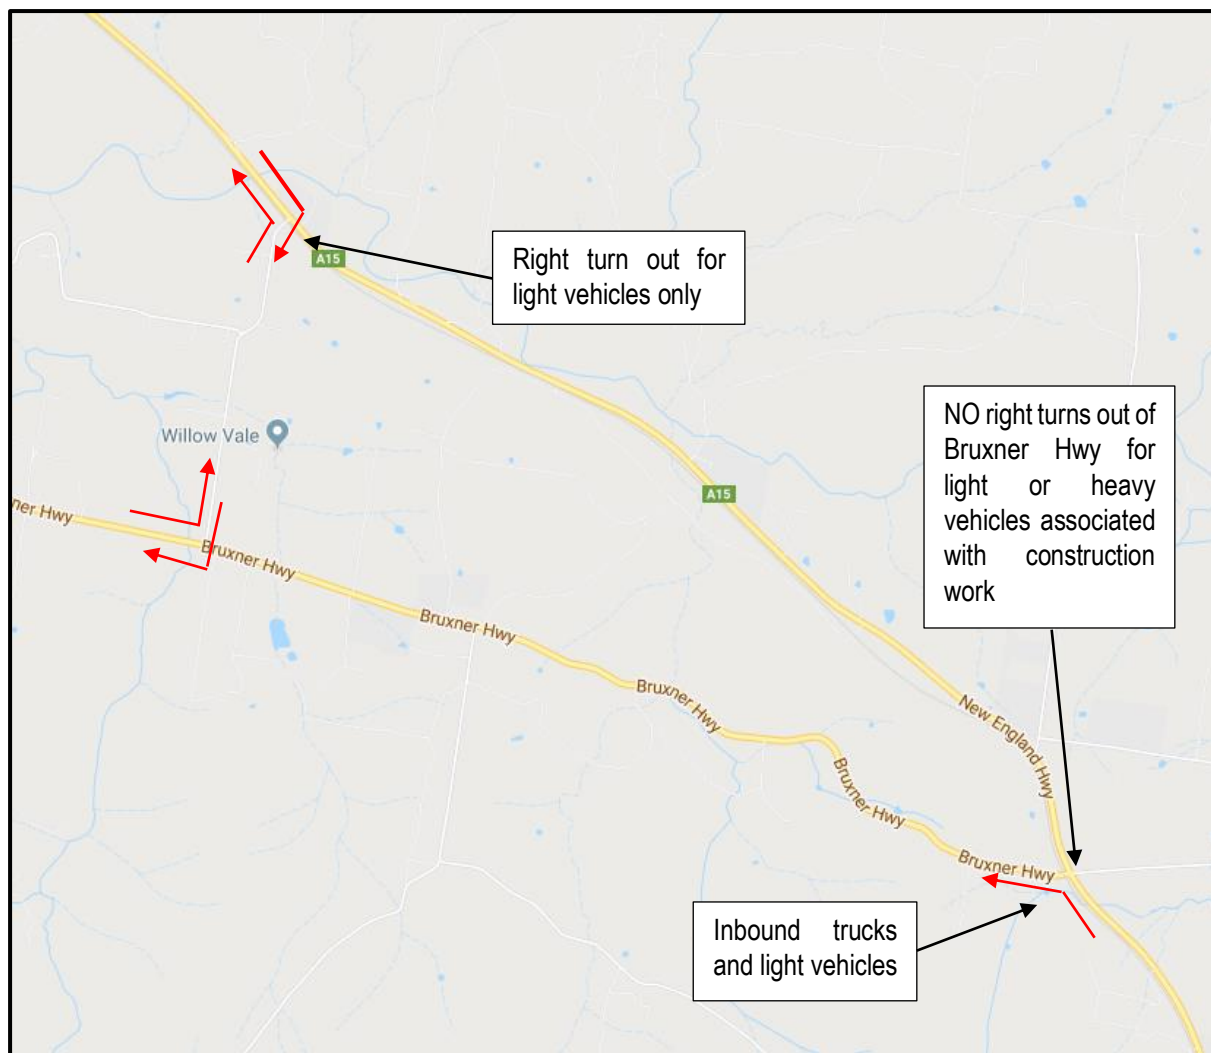 A15
Right turn out for
light vehicles only
NO right turns out of
Bruxner Hwy for
light or heavy
vehicles associated
with construction
work
Willow Vale
A15
ner Hwy
Bruxner Hwy
Bruxner Hwy
Bruxner Hwy
New England Hwy
Bruxner Hwy
Bruxner Hwy
Inbound trucks
and light vehicles